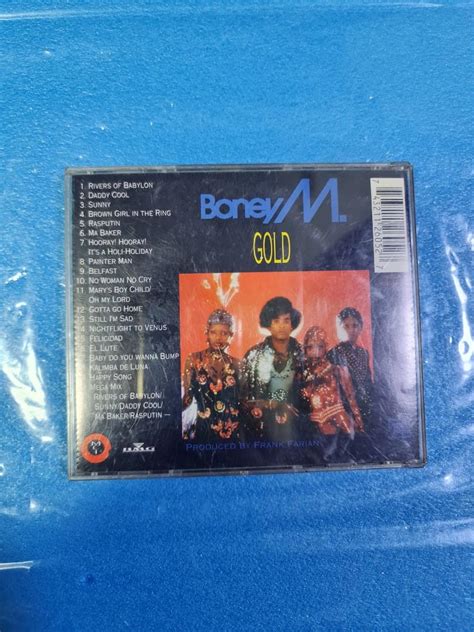 Boney M.
GOLD
1. RIVERS OF BABYLON
2. DADDY COOL
3. SUNNY
4. BROWN GIRL IN THE RING
5. RASPUTIN
6. MA BAKER
7. HOORAY! HOORAY!
IT'S A HOLI-HOLIDAY
8. PAINTER MAN
9. BELFAST
10. NO WOMAN NO CRY
11. MARY'S BOY CHILD/
OH MY LORD
12. GOTTA GO HOME
13. STILL I'M SAD
NIGHTFLIGHT TO VENUS
FELICIDAD
EL LUTE
BABY DO YOU WANNA BUMP
KALIMBA DE LUNA
HAPPY SONG
MEGA MIX
RIVERS OF BABYLON/
SUNNY/DADDY COOL/
MA BAKER/RASPUTIN —
BMG
PRODUCED BY FRANK FARIAN